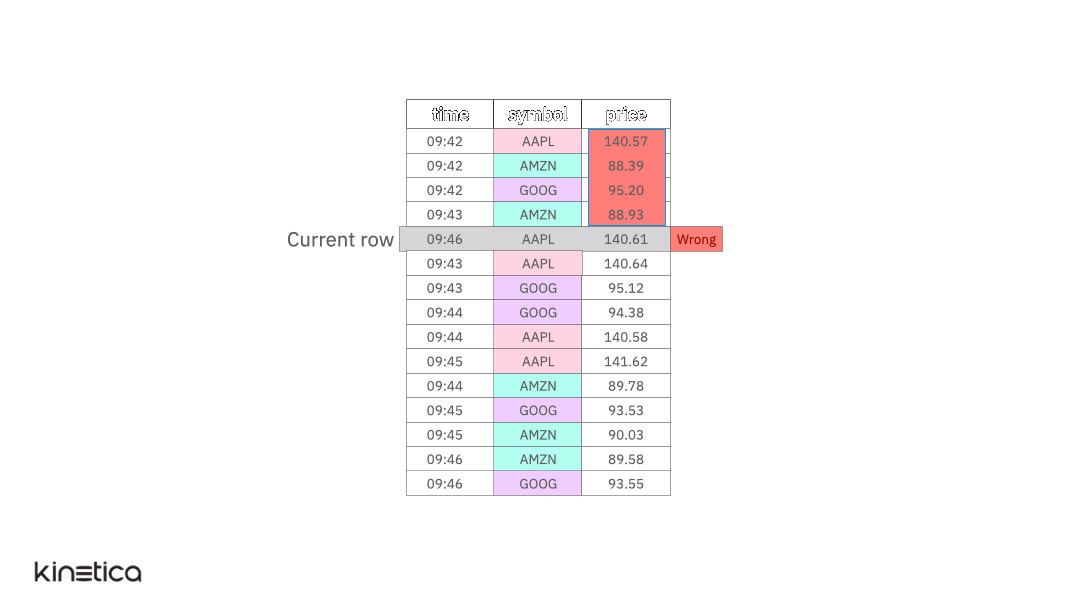 time symbol price
09:42 AAPL 140.57
09:42 AMZN 88.39
09:42 GOOG 95.20
09:43 AMZN 88.93
Current row 09:46 AAPL 140.61 Wrong
09:43 AAPL 140.64
09:43 GOOG 95.12
09:44 GOOG 94.38
09:44 AAPL 140.58
09:45 AAPL 141.62
09:44 AMZN 89.78
09:45 GOOG 93.53
09:45 AMZN 90.03
09:46 AMZN 89.58
09:46 GOOG 93.55
kinetica